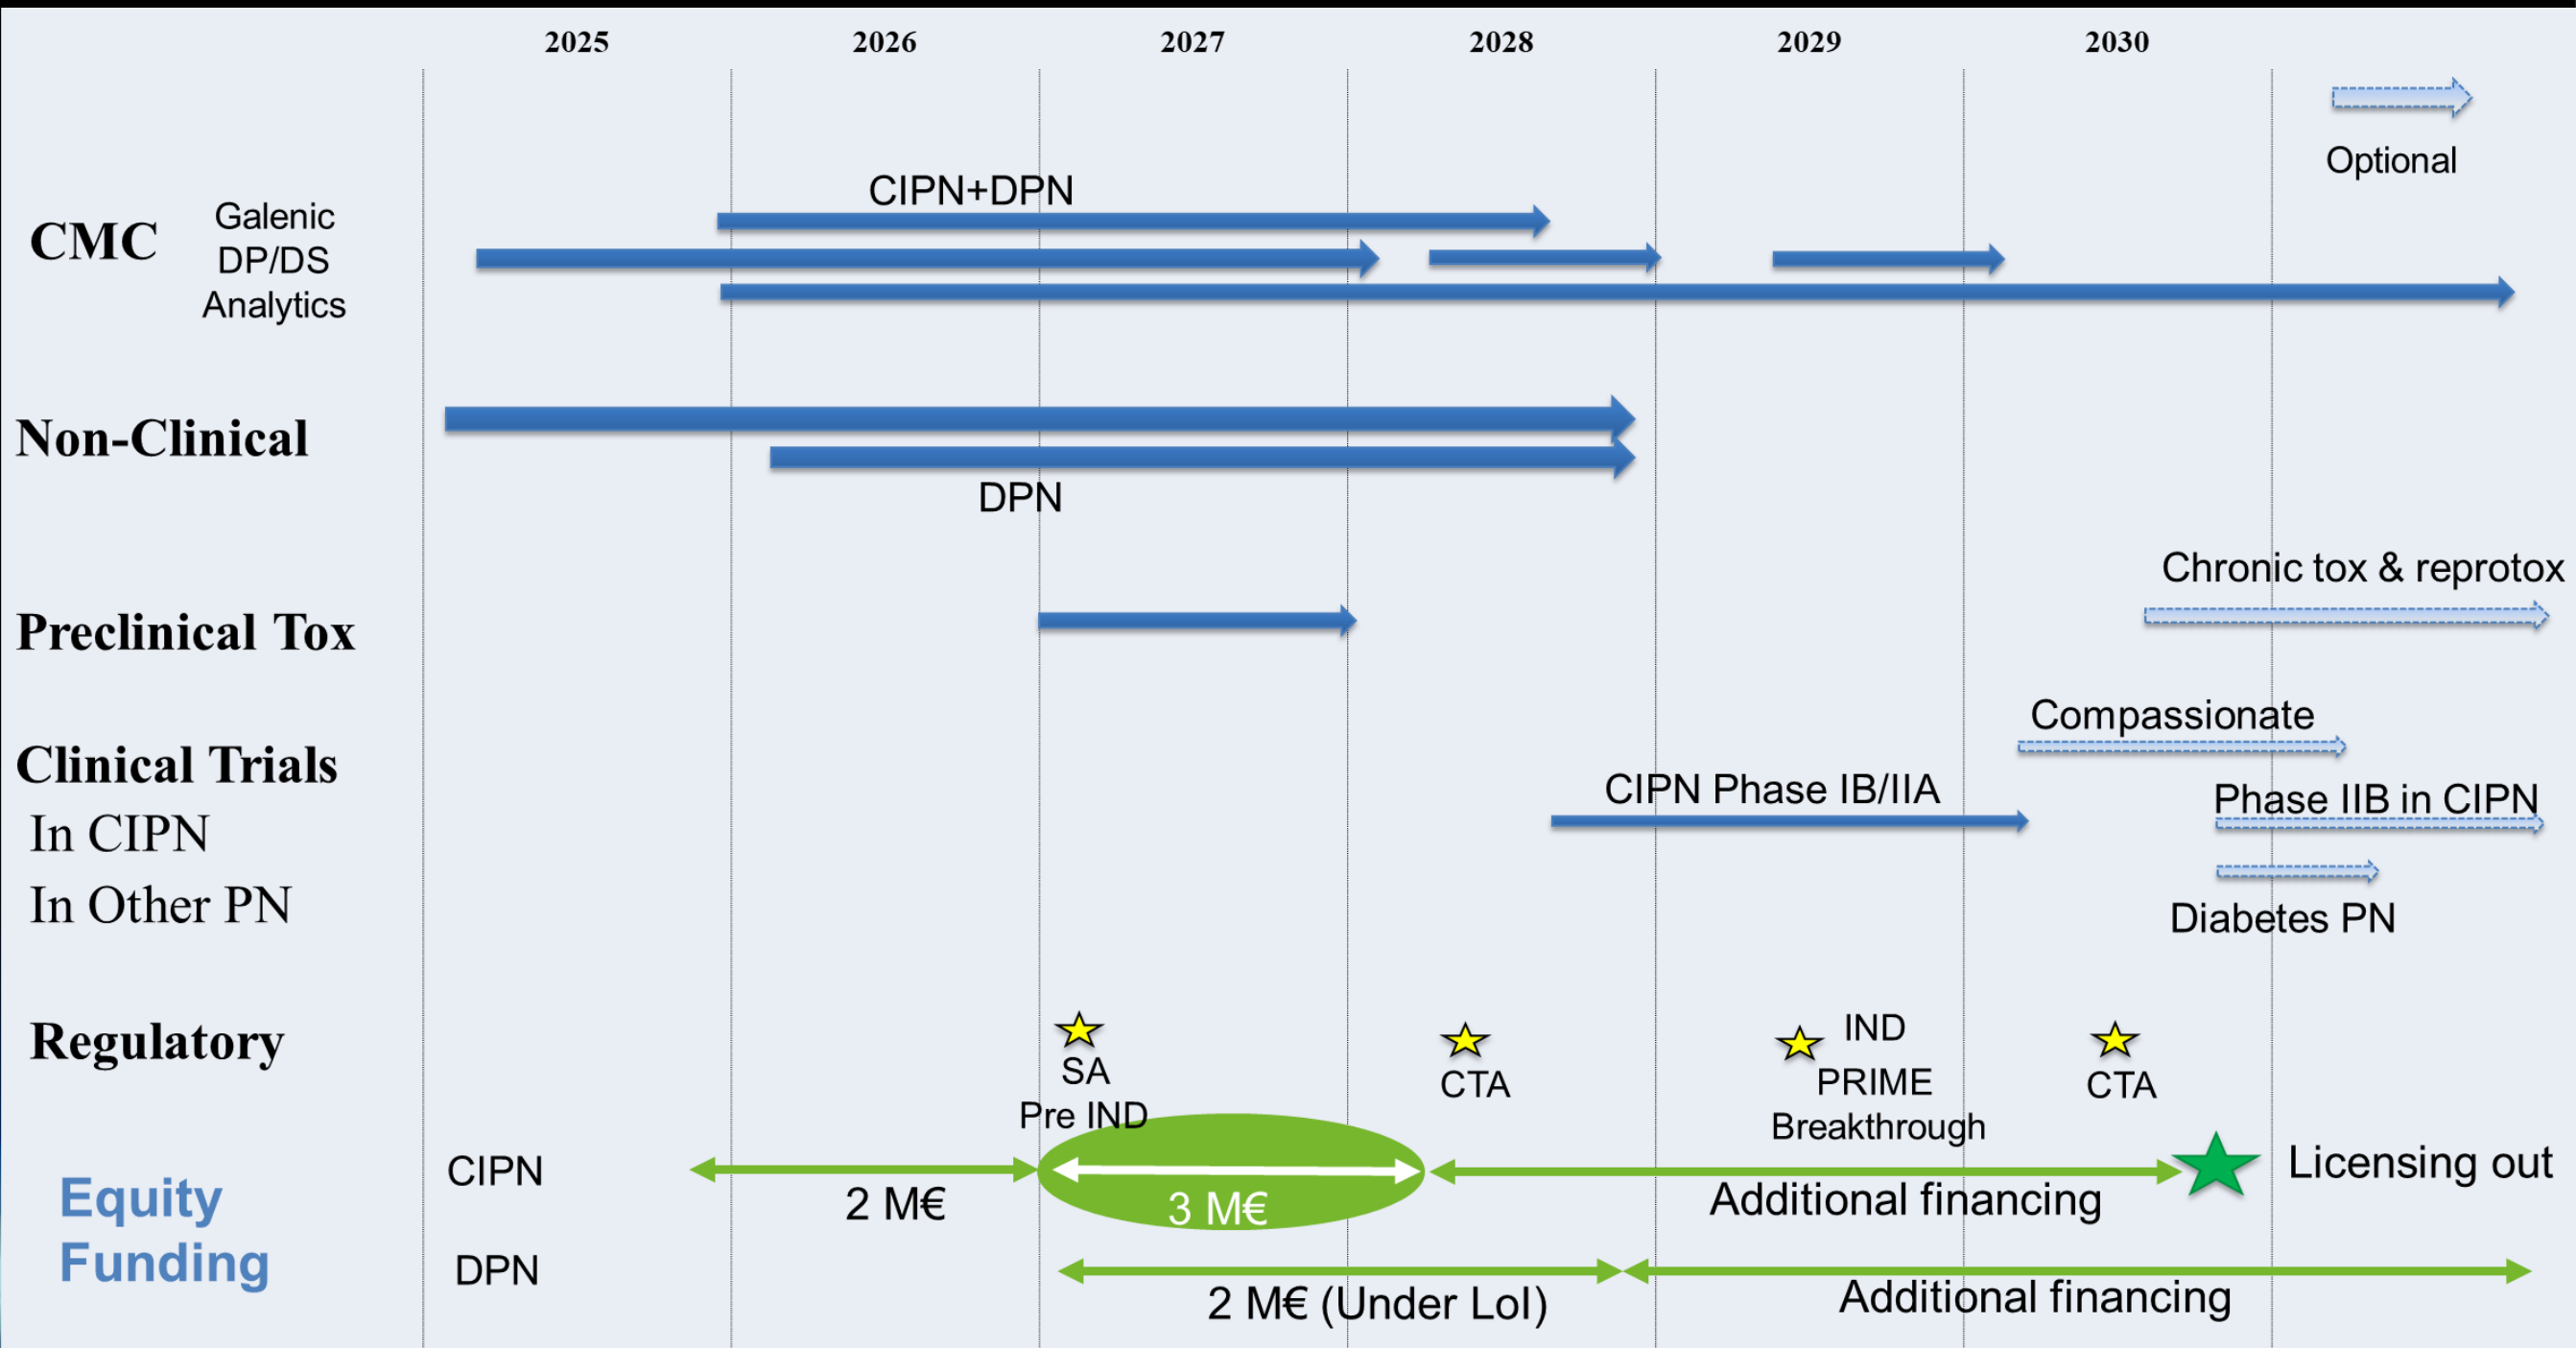 2025 2026 2027 2028 2029 2030
Optional
CIPN+DPN
CMC
Galenic
DP/DS
Analytics
Non-Clinical
DPN
Chronic tox & reprotox
Preclinical Tox
Compassionate
Clinical Trials
CIPN Phase IB/IIA
Phase IIB in CIPN
In CIPN
In Other PN
Diabetes PN
Regulatory
SA
Pre IND
CTA
IND
PRIME
Breakthrough
CTA
Equity
Funding
CIPN
2 M€
3 M€
Additional financing
Licensing out
DPN
2 M€ (Under LoI)
Additional financing